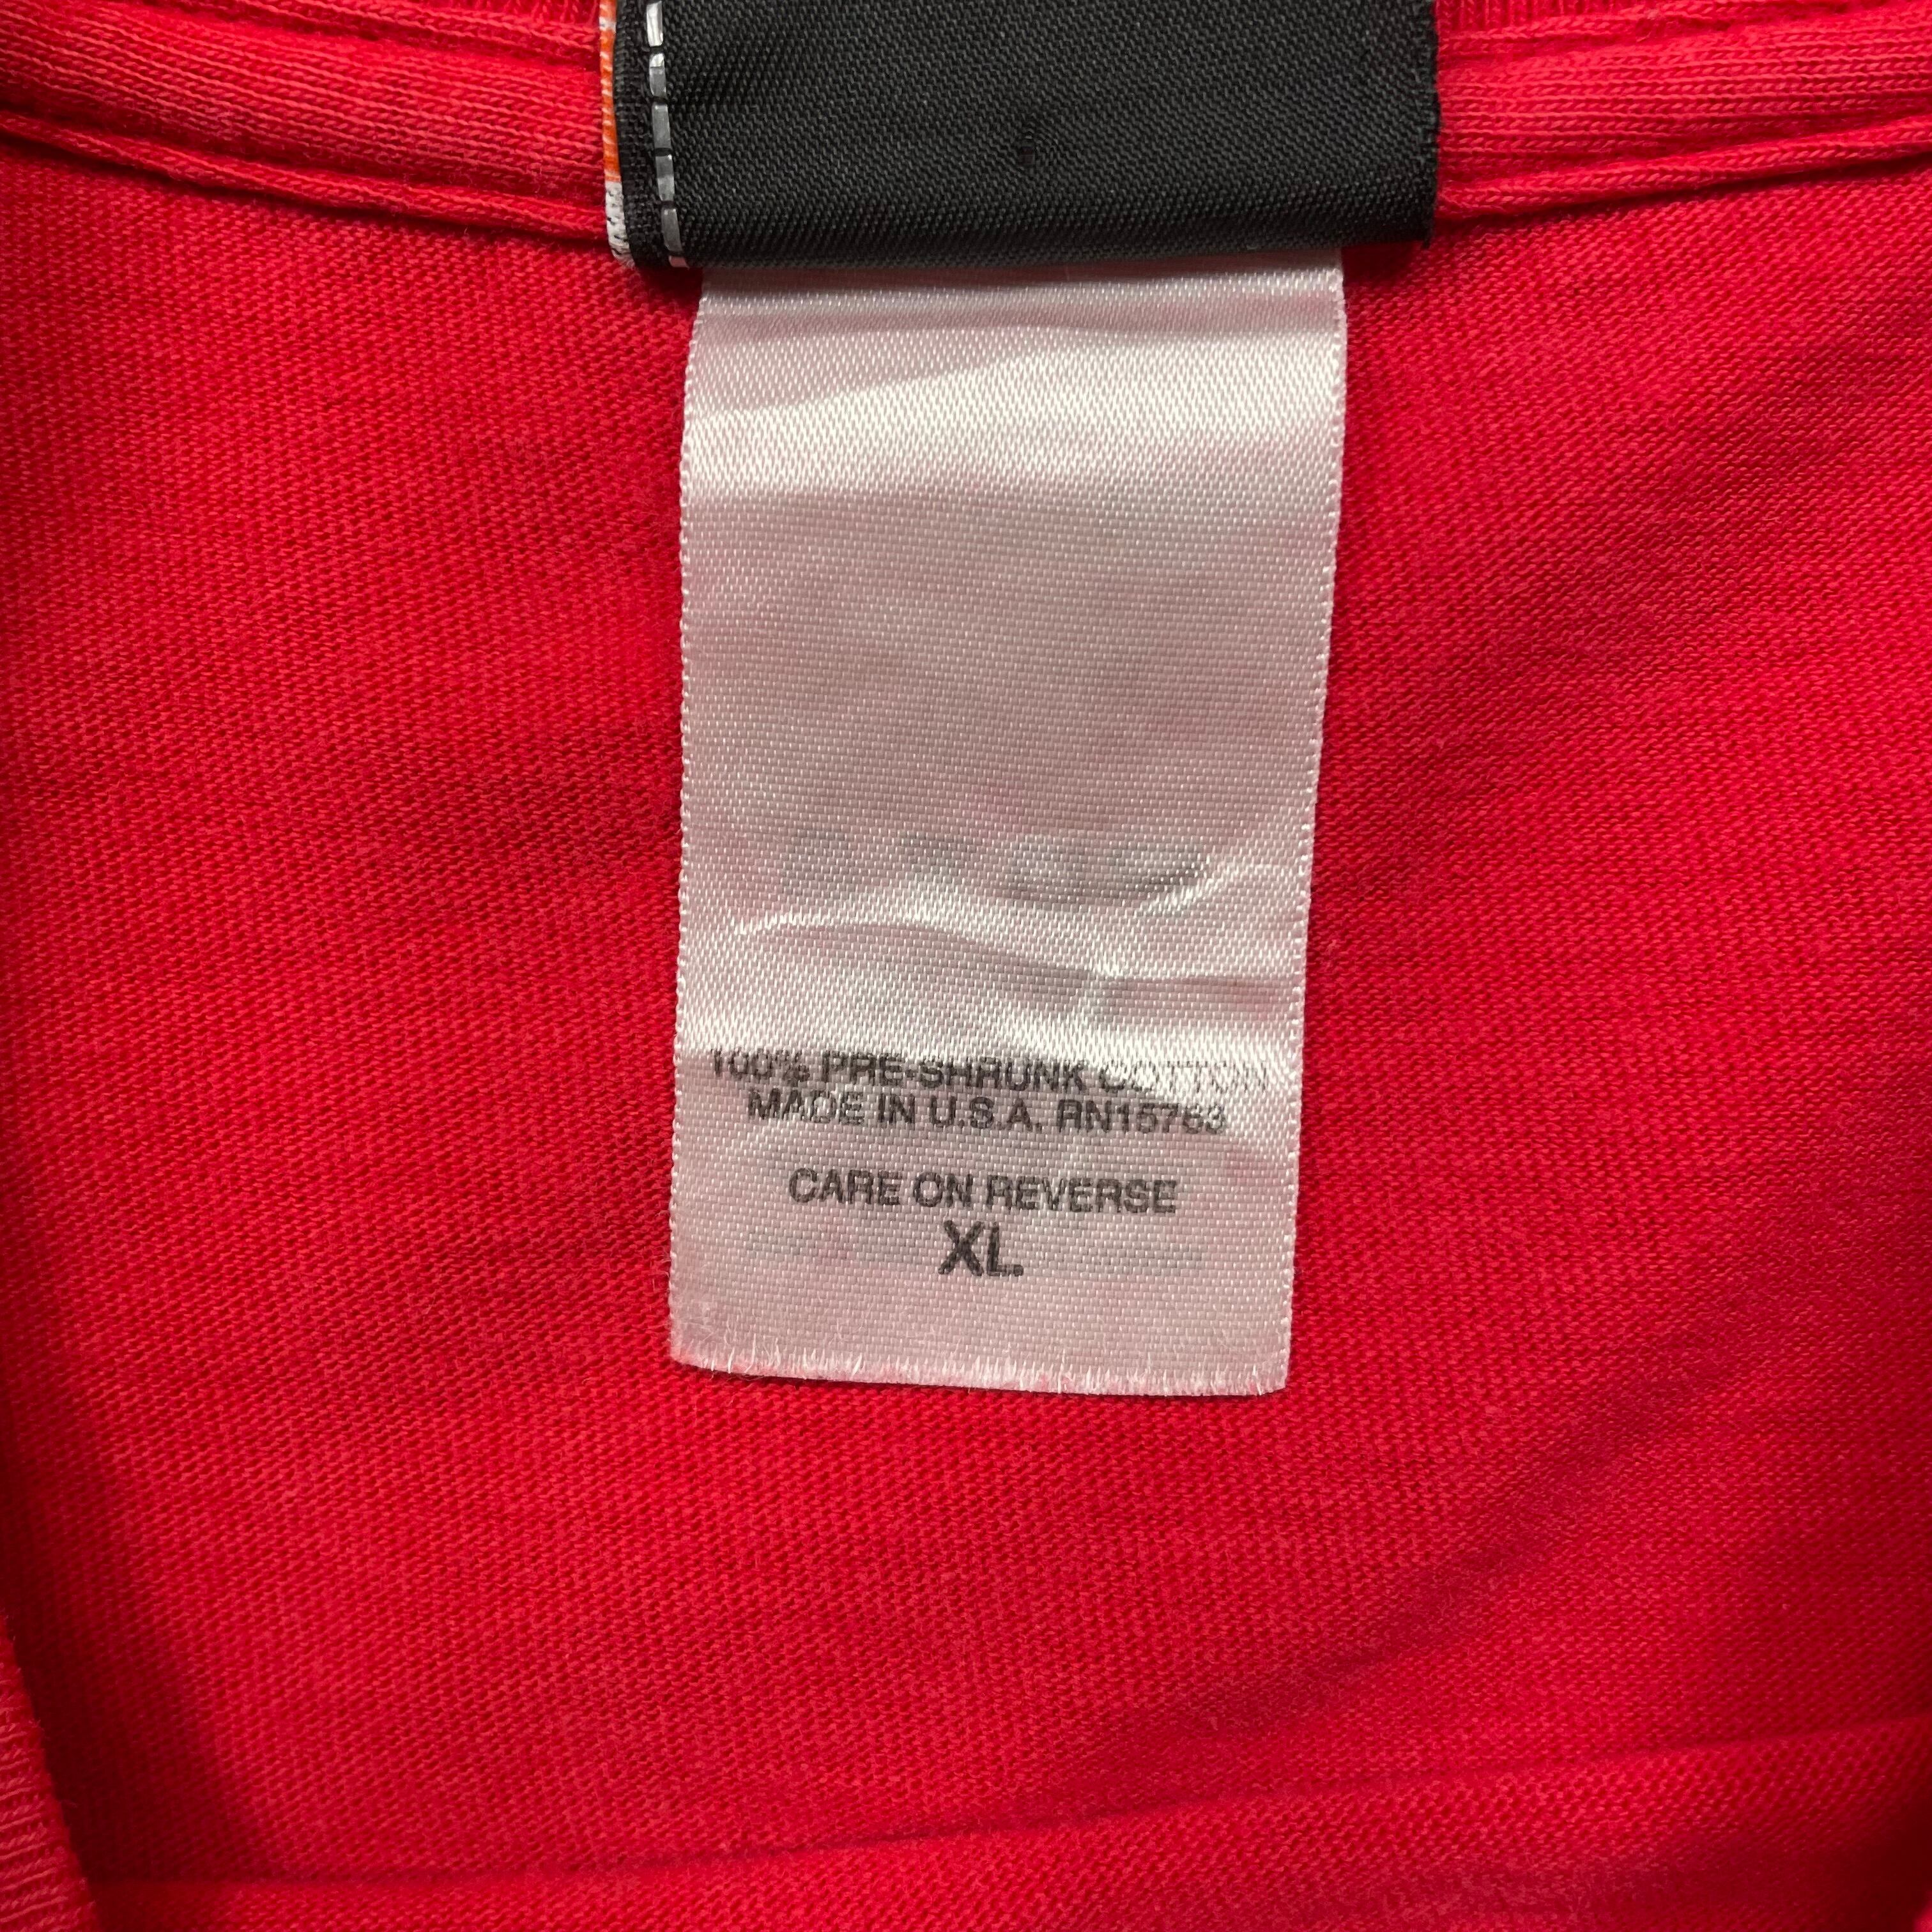 100% PRE-SHRUNK COTTON
MADE IN U.S.A. RN15763
CARE ON REVERSE
XL